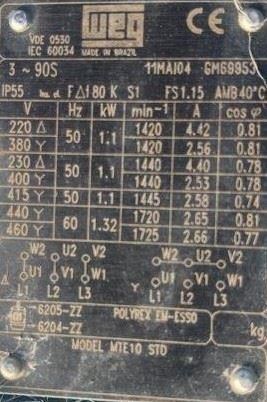 WEG
CE
VDE 0530
IEC 60034
MADE IN BRAZIL
3 ~ 90S 11MAI04 GM69953
IP55 Ins. cl. F Δt 80 K S1 FS1.15 AMB40°C
V Hz kW min⁻¹ A cos φ
220 Δ 50 1.1 1420 4.42 0.81
380 Y 1420 2.56 0.81
230 Δ 50 1.1 1440 4.40 0.78
400 Y 1440 2.53 0.78
415 Y 50 1.1 1445 2.58 0.74
440 Y 60 1.32 1720 2.65 0.81
460 Y 1725 2.66 0.77
W2 U2 V2 W2 U2 V2
Δ U1 V1 W1 Y U1 V1 W1
L1 L2 L3 L1 L2 L3
6205-ZZ POLYREX EM-ESSO
6204-ZZ kg
MODEL MTE10 STD